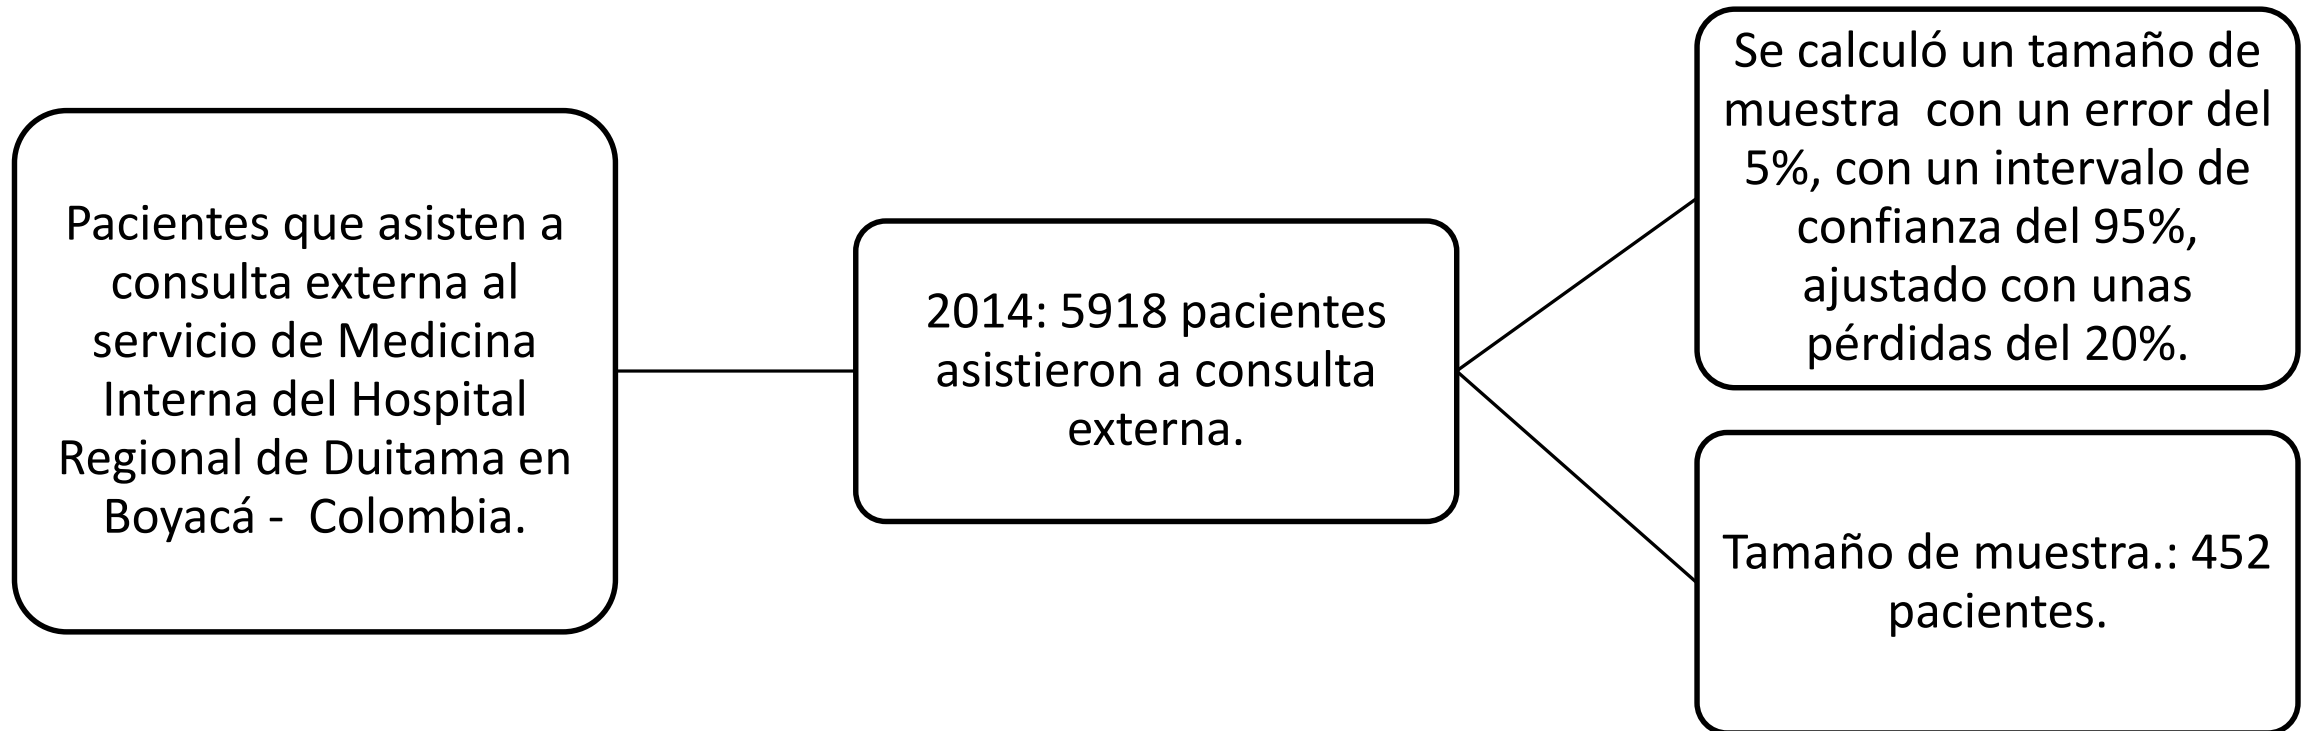 Pacientes que asisten a
consulta externa al
servicio de Medicina
Interna del Hospital
Regional de Duitama en
Boyacá - Colombia.
2014: 5918 pacientes
asistieron a consulta
externa.
Se calculó un tamaño de
muestra con un error del
5%, con un intervalo de
confianza del 95%,
ajustado con unas
pérdidas del 20%.
Tamaño de muestra.: 452
pacientes.